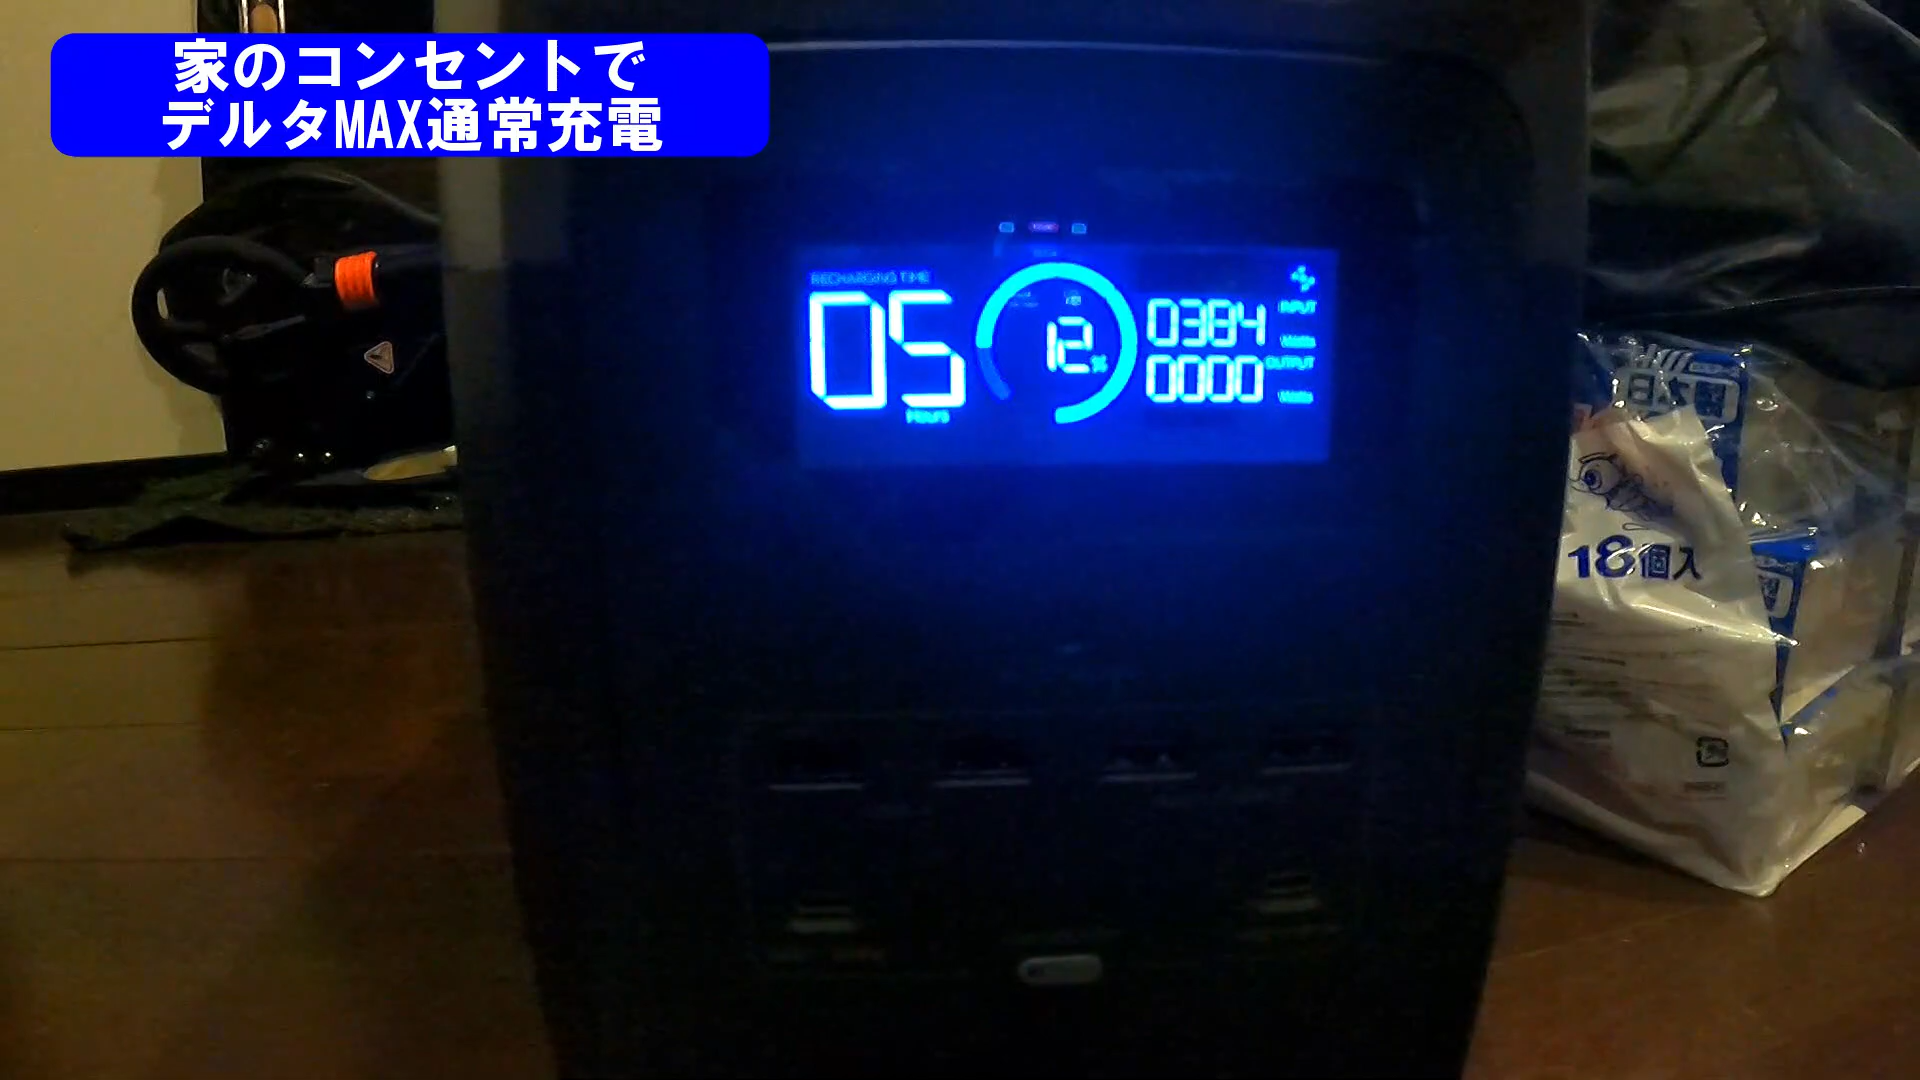 家のコンセントで
デルタMAX通常充電
RECHARGING TIME
05
Hours
12%
0384
INPUT
Watts
0000
OUTPUT
Watts
18個入